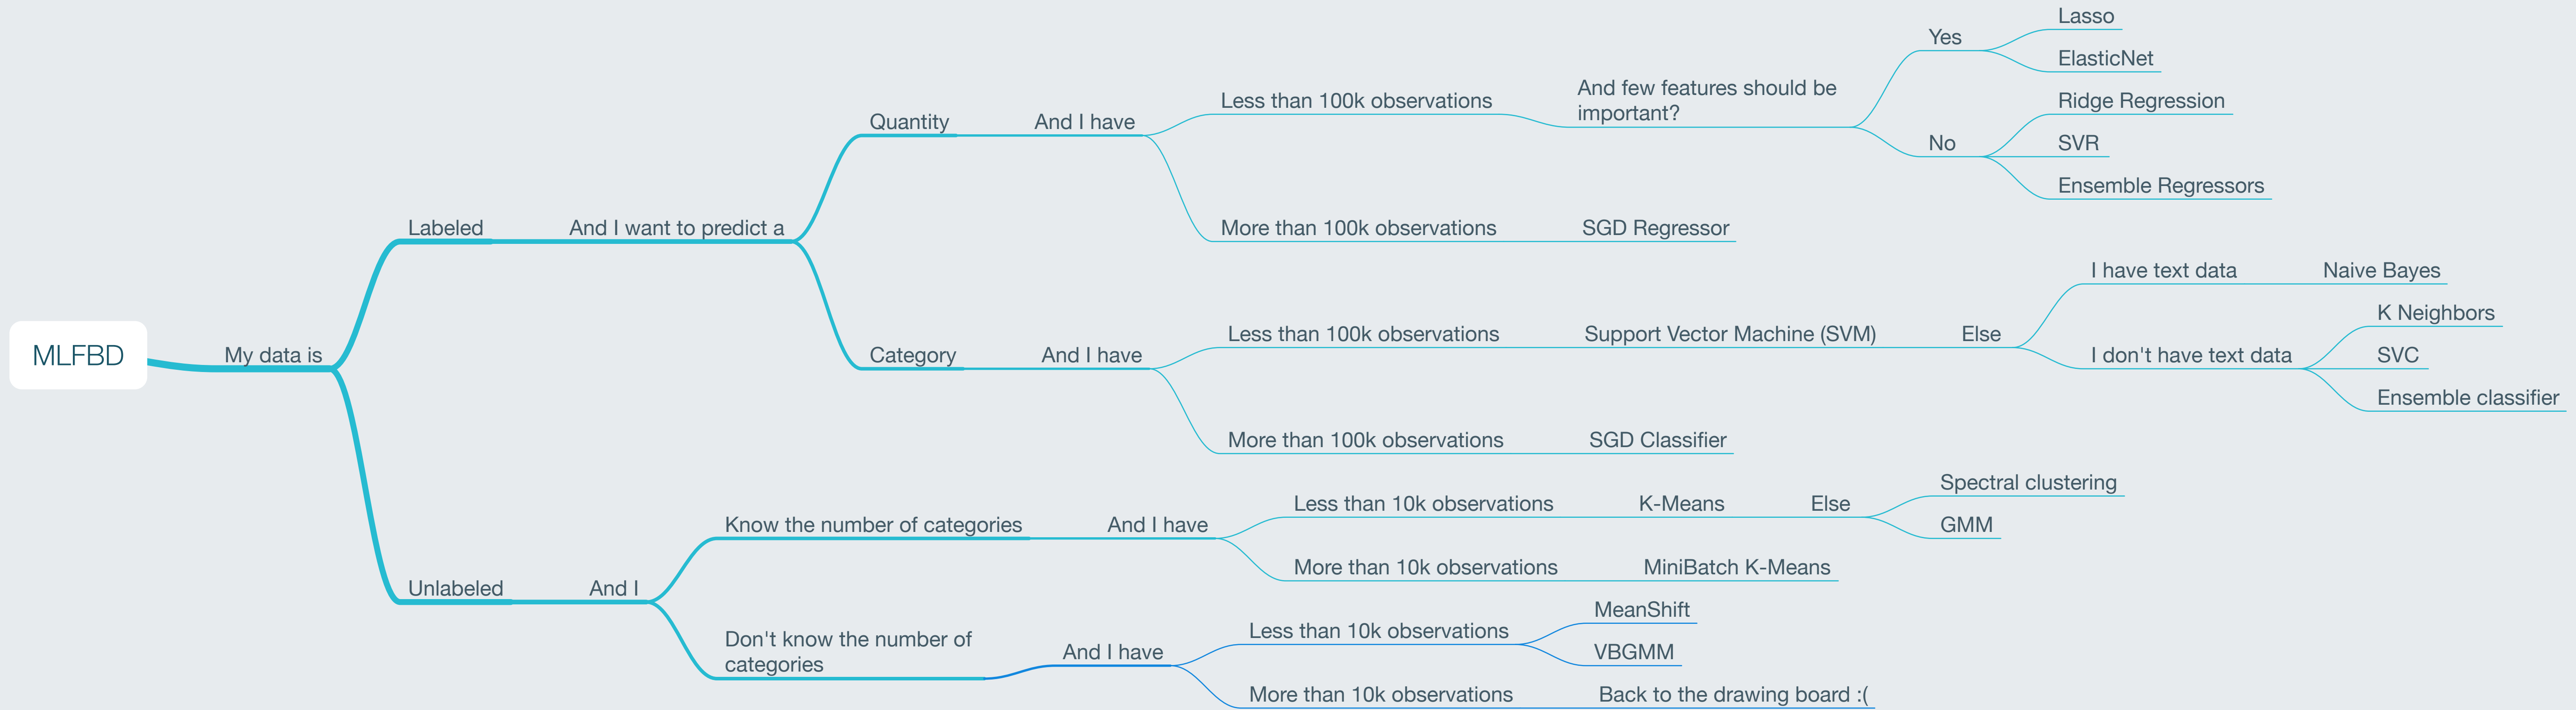 MLFBD
My data is
Labeled
And I want to predict a
Quantity
And I have
Less than 100k observations
And few features should be
important?
Yes
Lasso
ElasticNet
No
Ridge Regression
SVR
Ensemble Regressors
More than 100k observations
SGD Regressor
Category
And I have
Less than 100k observations
Support Vector Machine (SVM)
Else
I have text data
Naive Bayes
I don't have text data
K Neighbors
SVC
Ensemble classifier
More than 100k observations
SGD Classifier
Unlabeled
And I
Know the number of categories
And I have
Less than 10k observations
K-Means
Else
Spectral clustering
GMM
More than 10k observations
MiniBatch K-Means
Don't know the number of
categories
And I have
Less than 10k observations
MeanShift
VBGMM
More than 10k observations
Back to the drawing board :(